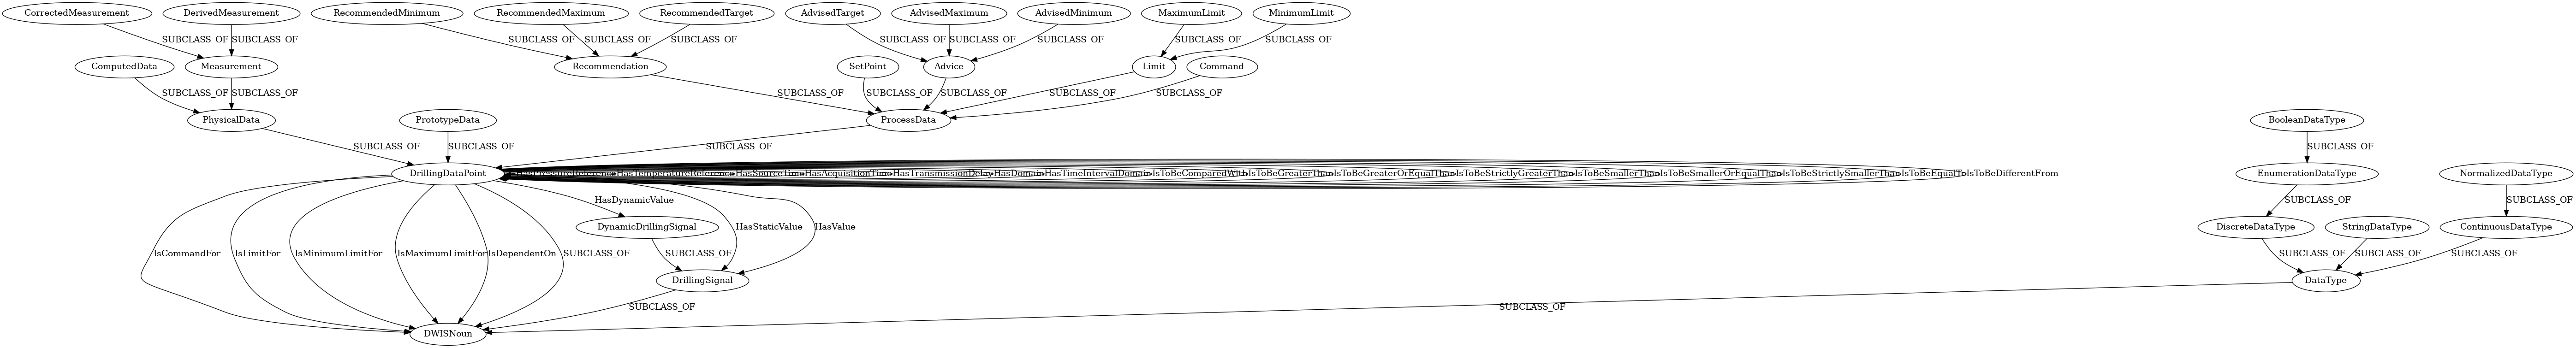 CorrectedMeasurement DerivedMeasurement RecommendedMinimum RecommendedMaximum RecommendedTarget AdvisedTarget AdvisedMaximum AdvisedMinimum MaximumLimit MinimumLimit
SUBCLASS_OF SUBCLASS_OF SUBCLASS_OF SUBCLASS_OF SUBCLASS_OF SUBCLASS_OF SUBCLASS_OF SUBCLASS_OF SUBCLASS_OF SUBCLASS_OF
ComputedData Measurement Recommendation SetPoint Advice Limit Command
SUBCLASS_OF SUBCLASS_OF SUBCLASS_OF SUBCLASS_OF SUBCLASS_OF SUBCLASS_OF SUBCLASS_OF
PhysicalData PrototypeData ProcessData BooleanDataType
SUBCLASS_OF SUBCLASS_OF SUBCLASS_OF SUBCLASS_OF
DrillingDataPoint HasPressureReference HasTemperatureReference HasSourceTime HasAcquisitionTime HasTransmissionDelay HasDomain HasTimeIntervalDomain IsToBeComparedWith IsToBeGreaterThan IsToBeGreaterOrEqualThan IsToBeStrictlyGreaterThan IsToBeSmallerThan IsToBeSmallerOrEqualThan IsToBeStrictlySmallerThan IsToBeEqualTo IsToBeDifferentFrom EnumerationDataType NormalizedDataType
HasDynamicValue SUBCLASS_OF SUBCLASS_OF
DynamicDrillingSignal HasStaticValue HasValue DiscreteDataType StringDataType ContinuousDataType
IsCommandFor IsLimitFor IsMinimumLimitFor IsMaximumLimitFor IsDependentOn SUBCLASS_OF SUBCLASS_OF SUBCLASS_OF SUBCLASS_OF SUBCLASS_OF
DrillingSignal DataType
SUBCLASS_OF SUBCLASS_OF
DWISNoun